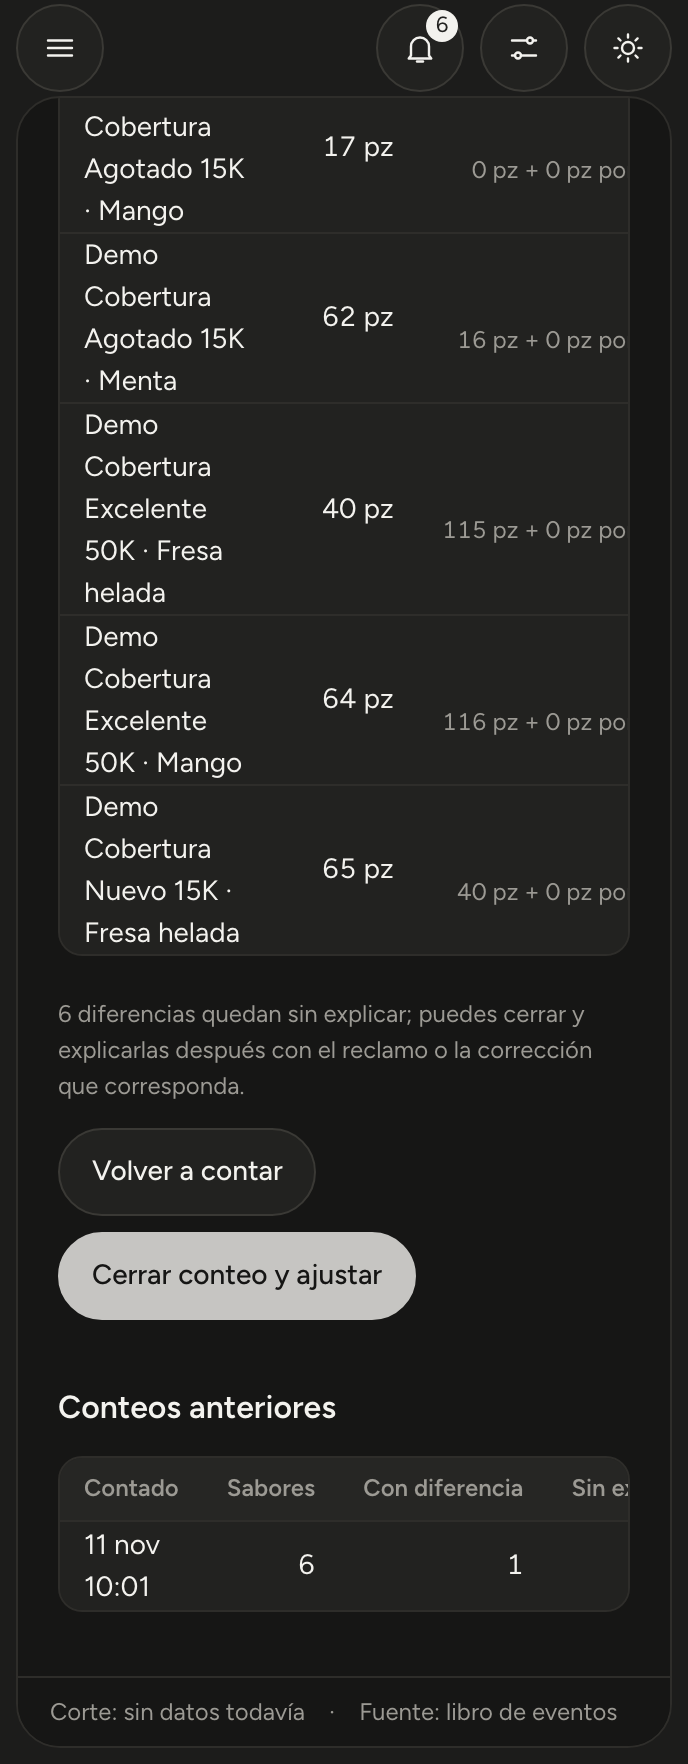 6
Cobertura
Agotado 15K
· Mango
17 pz
0 pz + 0 pz po
Demo
Cobertura
Agotado 15K
· Menta
62 pz
16 pz + 0 pz po
Demo
Cobertura
Excelente
50K · Fresa
helada
40 pz
115 pz + 0 pz po
Demo
Cobertura
Excelente
50K · Mango
64 pz
116 pz + 0 pz po
Demo
Cobertura
Nuevo 15K ·
Fresa helada
65 pz
40 pz + 0 pz po
6 diferencias quedan sin explicar; puedes cerrar y
explicarlas después con el reclamo o la corrección
que corresponda.
Volver a contar
Cerrar conteo y ajustar
Conteos anteriores
Contado Sabores Con diferencia Sin ex
11 nov
10:01
6
1
Corte: sin datos todavía · Fuente: libro de eventos